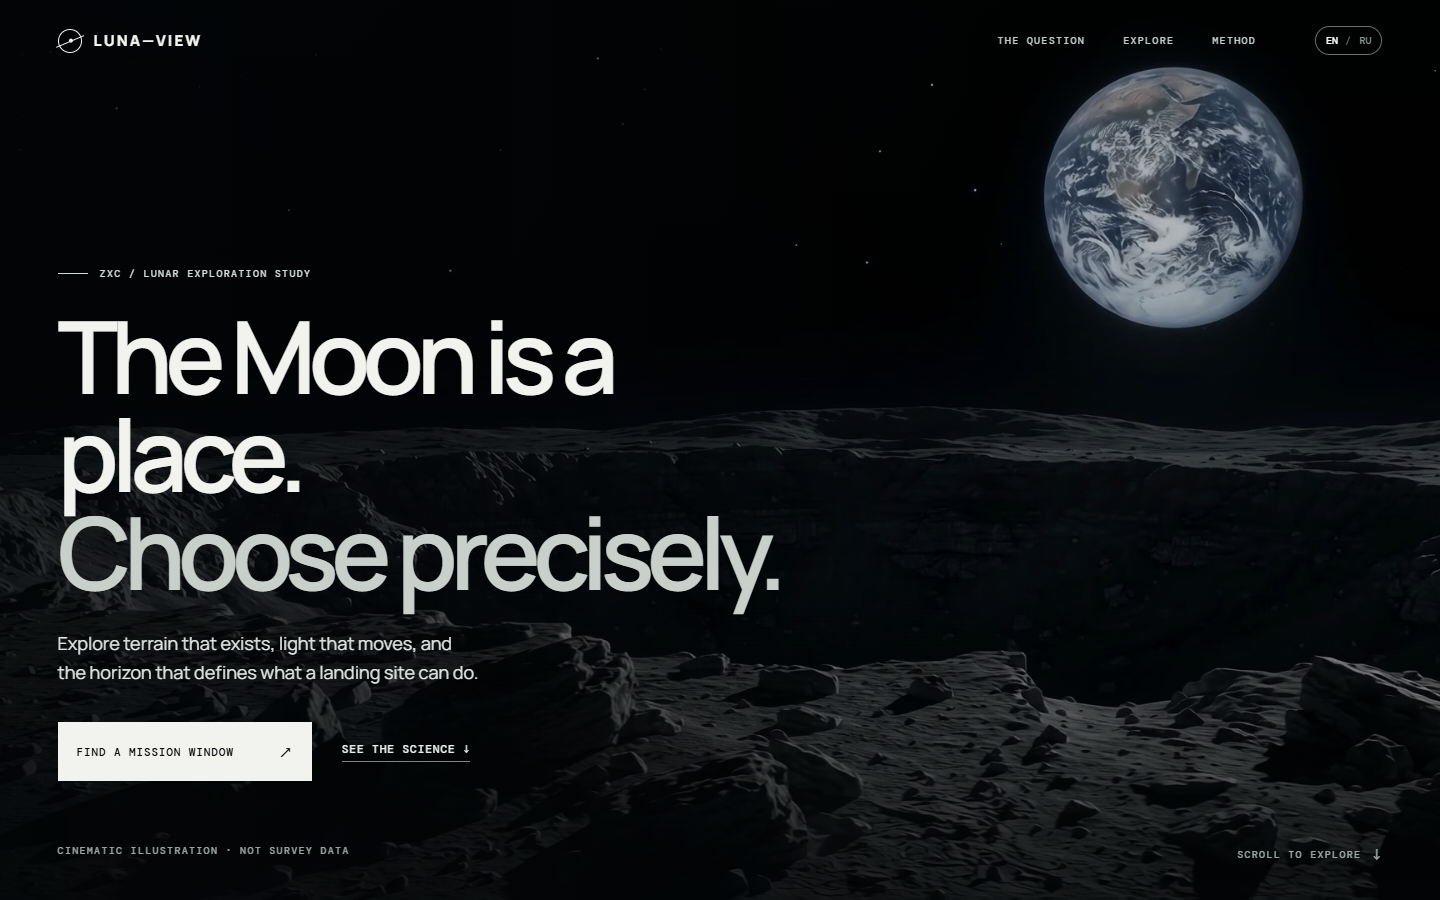 LUNA—VIEW
THE QUESTION
EXPLORE
METHOD
EN / RU
ZXC / LUNAR EXPLORATION STUDY
The Moon is a
place.
Choose precisely.
Explore terrain that exists, light that moves, and
the horizon that defines what a landing site can do.
FIND A MISSION WINDOW ↗
SEE THE SCIENCE ↓
CINEMATIC ILLUSTRATION · NOT SURVEY DATA
SCROLL TO EXPLORE ↓